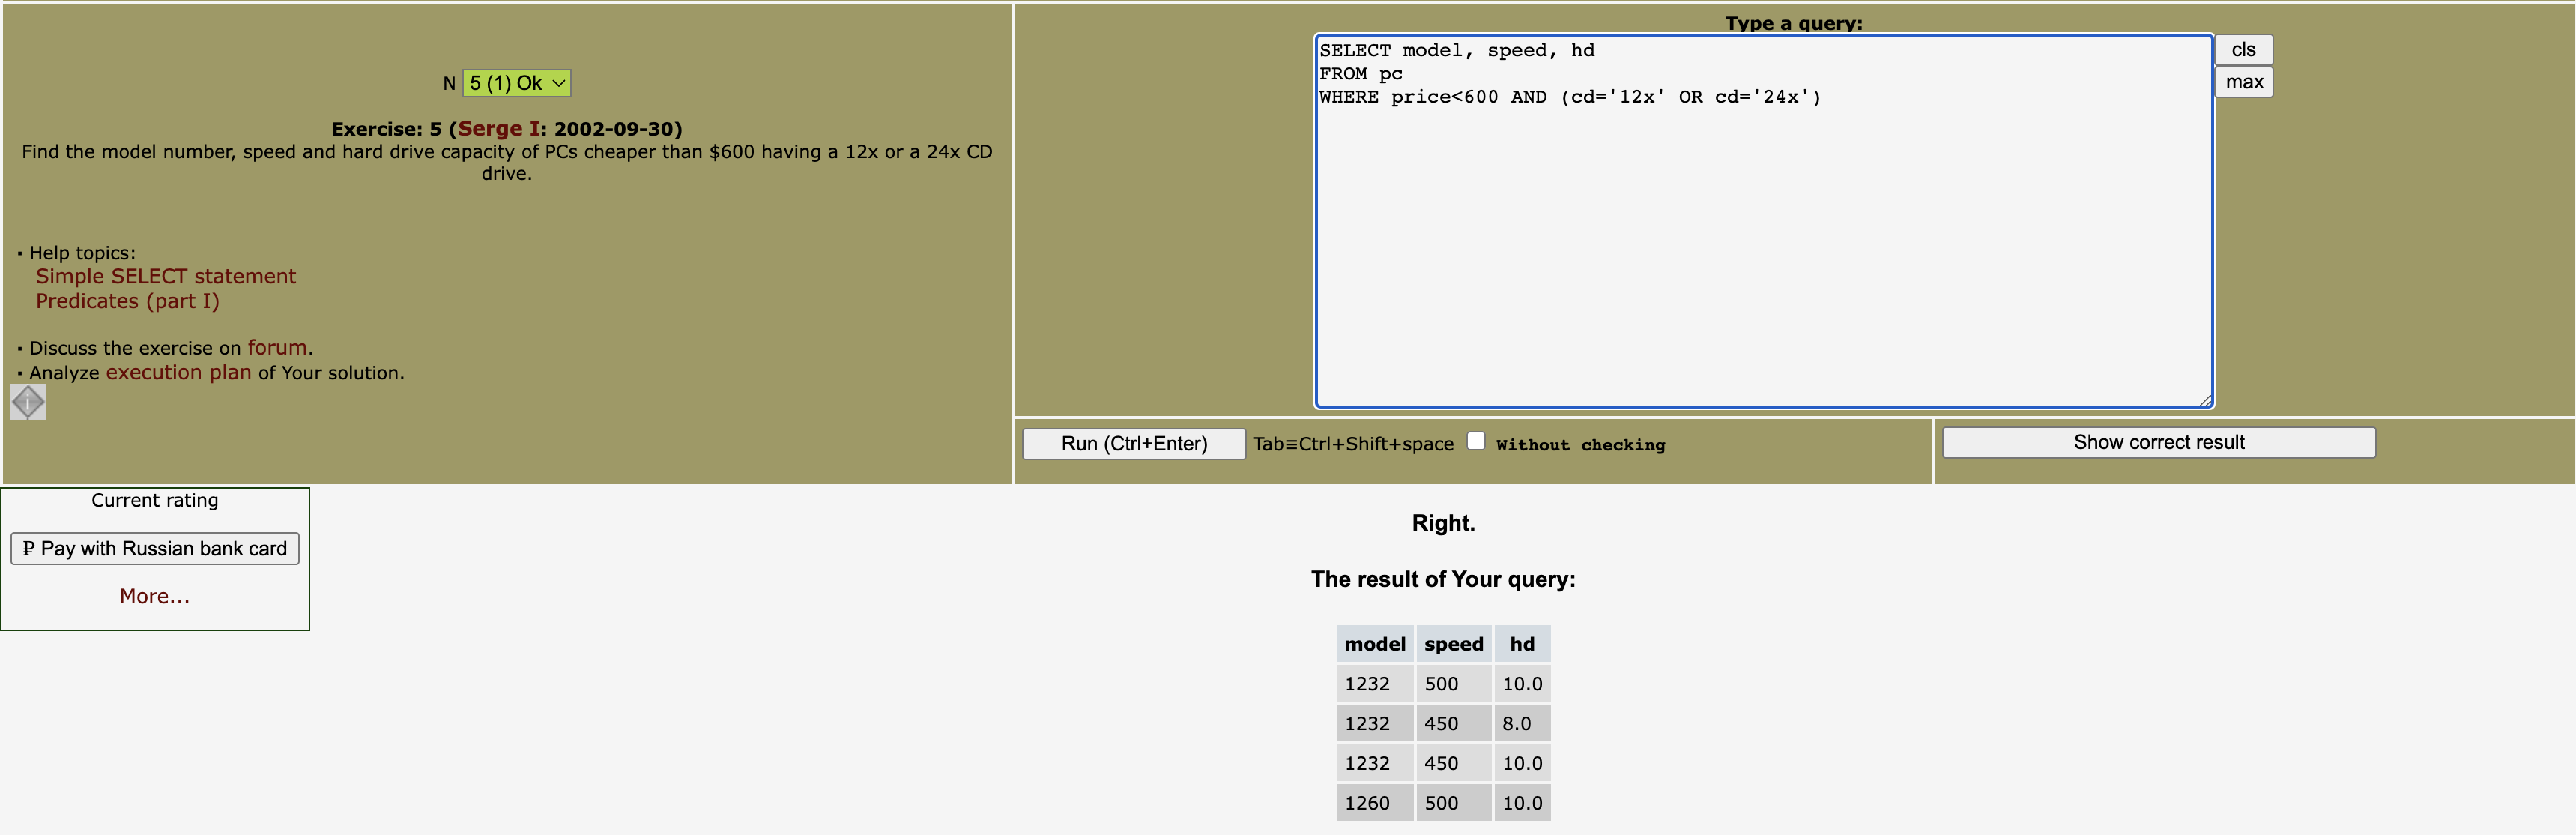 N 5 (1) Ok
Exercise: 5 (Serge I: 2002-09-30)
Find the model number, speed and hard drive capacity of PCs cheaper than $600 having a 12x or a 24x CD
drive.
· Help topics:
Simple SELECT statement
Predicates (part I)
· Discuss the exercise on forum.
· Analyze execution plan of Your solution.
i
Type a query:
SELECT model, speed, hd
FROM pc
WHERE price<600 AND (cd='12x' OR cd='24x')
cls
max
Run (Ctrl+Enter) Tab≡Ctrl+Shift+space Without checking
Show correct result
Current rating
₽ Pay with Russian bank card
More...
Right.
The result of Your query:
model speed hd
1232 500 10.0
1232 450 8.0
1232 450 10.0
1260 500 10.0